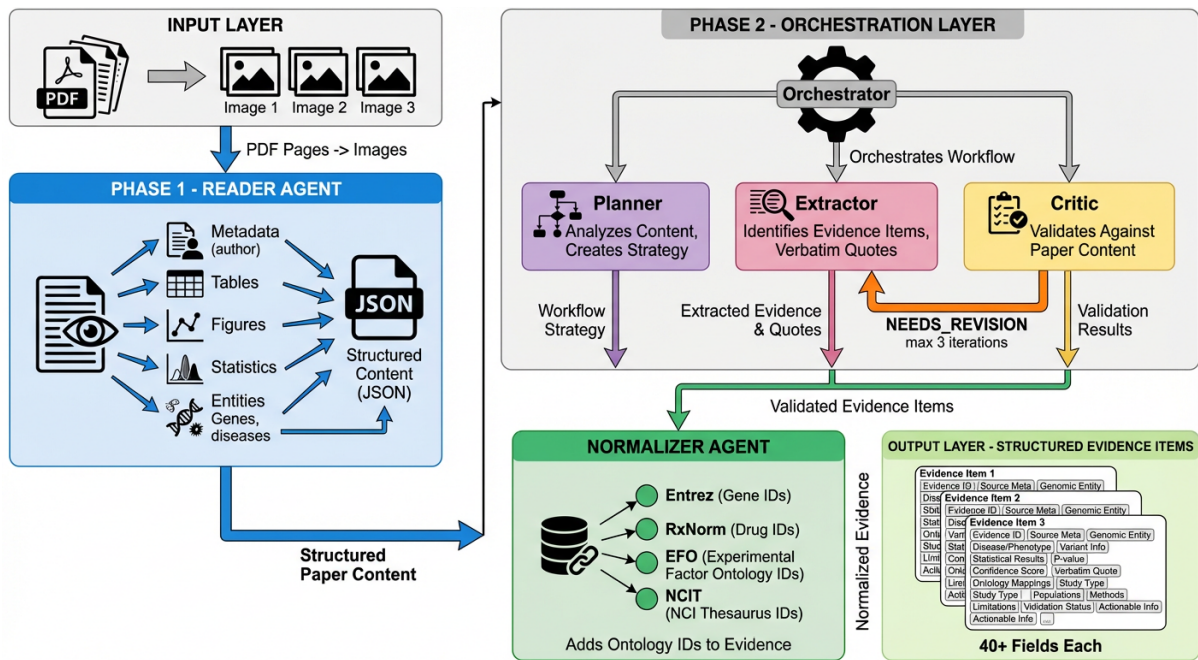 INPUT LAYER
PDF
Image 1
Image 2
Image 3
PDF Pages -> Images
PHASE 1 - READER AGENT
Metadata
(author)
Tables
Figures
Statistics
Entities
Genes,
diseases
JSON
Structured
Content
(JSON)
Structured
Paper Content
PHASE 2 - ORCHESTRATION LAYER
Orchestrator
Orchestrates Workflow
Planner
Analyzes Content,
Creates Strategy
Extractor
Identifies Evidence Items,
Verbatim Quotes
Critic
Validates Against
Paper Content
Workflow
Strategy
Extracted Evidence
& Quotes
NEEDS_REVISION
max 3 iterations
Validation
Results
Validated Evidence Items
NORMALIZER AGENT
Entrez (Gene IDs)
RxNorm (Drug IDs)
EFO (Experimental
Factor Ontology IDs)
NCIT
(NCI Thesaurus IDs)
Adds Ontology IDs to Evidence
Normalized Evidence
OUTPUT LAYER - STRUCTURED EVIDENCE ITEMS
Evidence Item 1
Source Meta Genomic Entity
Evidence Item 2
Evidence ID Source Meta Genomic Entity
Evidence Item 3
Evidence ID Source Meta Genomic Entity
Disease/Phenotype Variant Info
Statistical Results P-value
Confidence Score Verbatim Quote
Ontology Mappings Study Type
Study Type Populations Methods
Limitations Vididation Status Actionable Info
Actionable Infe ...
40+ Fields Each